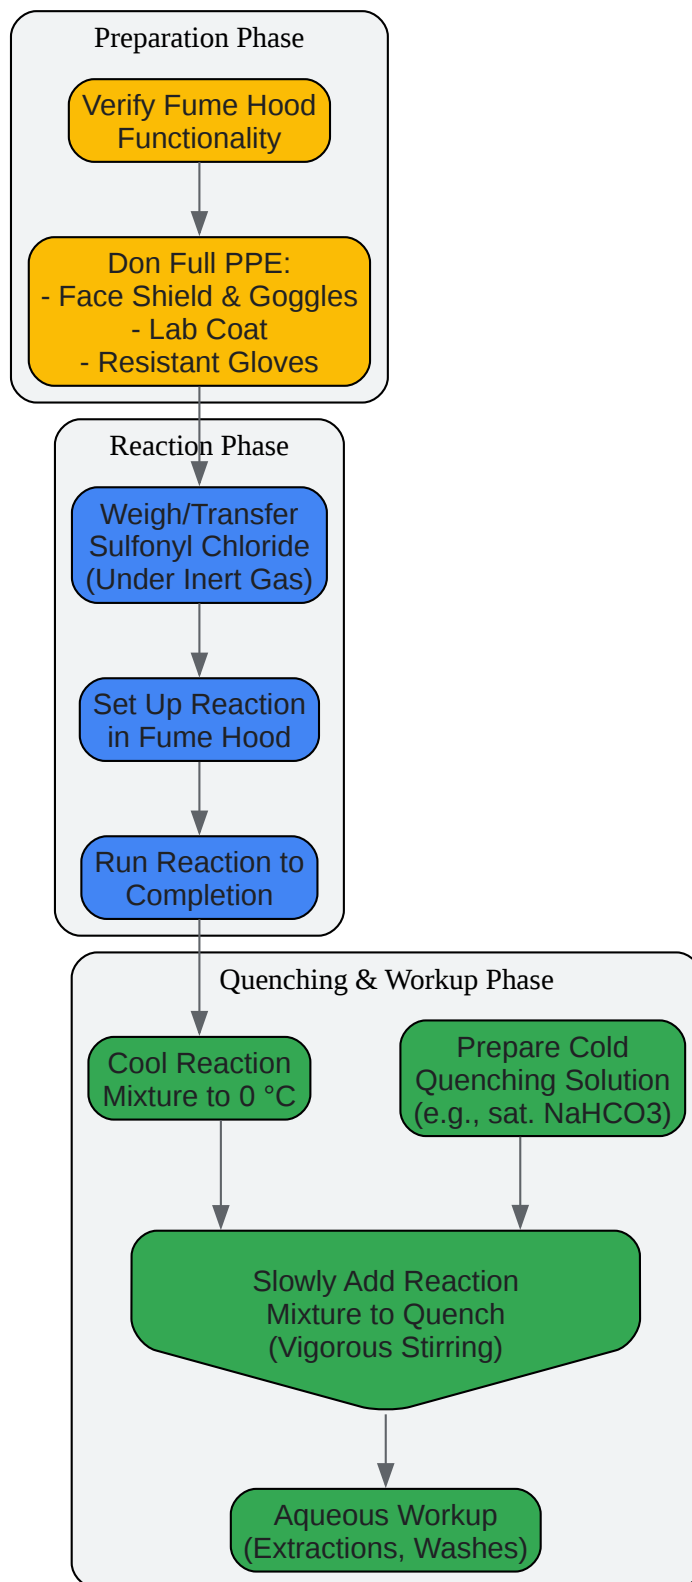 Preparation Phase
Verify Fume Hood
Functionality
Don Full PPE:
- Face Shield & Goggles
- Lab Coat
- Resistant Gloves
Reaction Phase
Weigh/Transfer
Sulfonyl Chloride
(Under Inert Gas)
Set Up Reaction
in Fume Hood
Run Reaction to
Completion
Quenching & Workup Phase
Cool Reaction
Mixture to 0 °C
Prepare Cold
Quenching Solution
(e.g., sat. NaHCO3)
Slowly Add Reaction
Mixture to Quench
(Vigorous Stirring)
Aqueous Workup
(Extractions, Washes)